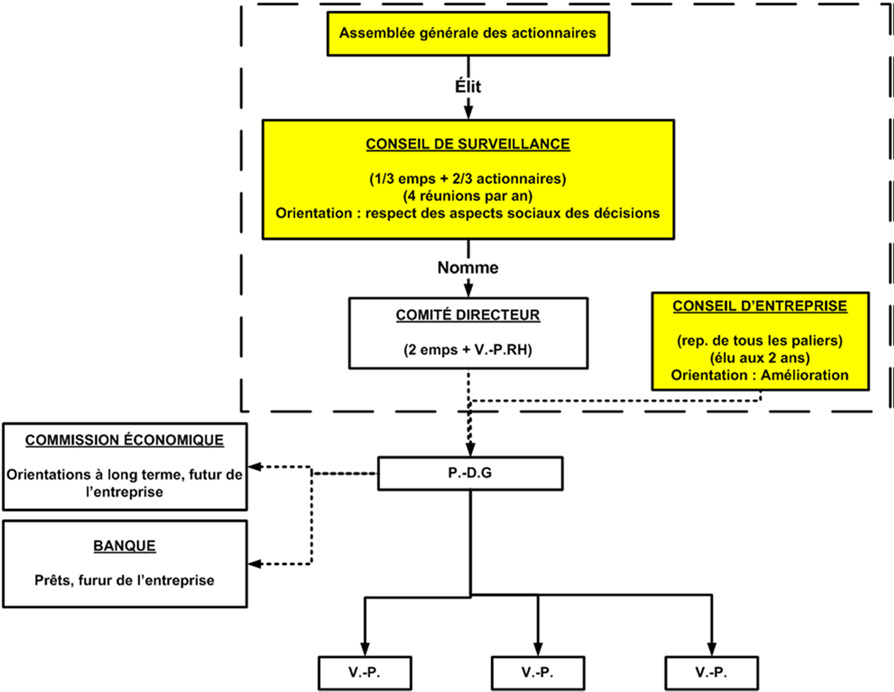 Assemblée générale des actionnaires
Élit
CONSEIL DE SURVEILLANCE
(1/3 emps + 2/3 actionnaires)
(4 réunions par an)
Orientation : respect des aspects sociaux des décisions
Nomme
COMITÉ DIRECTEUR
(2 emps + V.-P.RH)
CONSEIL D'ENTREPRISE
(rep. de tous les paliers)
(élu aux 2 ans)
Orientation : Amélioration
COMMISSION ÉCONOMIQUE
Orientations à long terme, futur de
l'entreprise
P.-D.G
BANQUE
Prêts, furur de l'entreprise
V.-P.
V.-P.
V.-P.